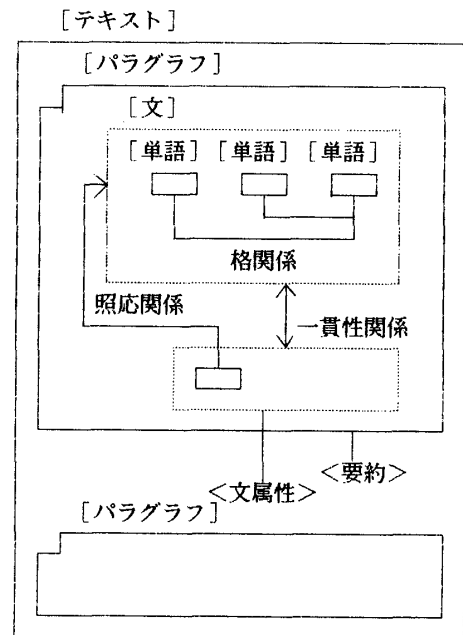 ［テキスト］
［パラグラフ］
［文］
［単語］ ［単語］ ［単語］
格関係
照応関係
一貫性関係
＜文属性＞
＜要約＞
［パラグラフ］